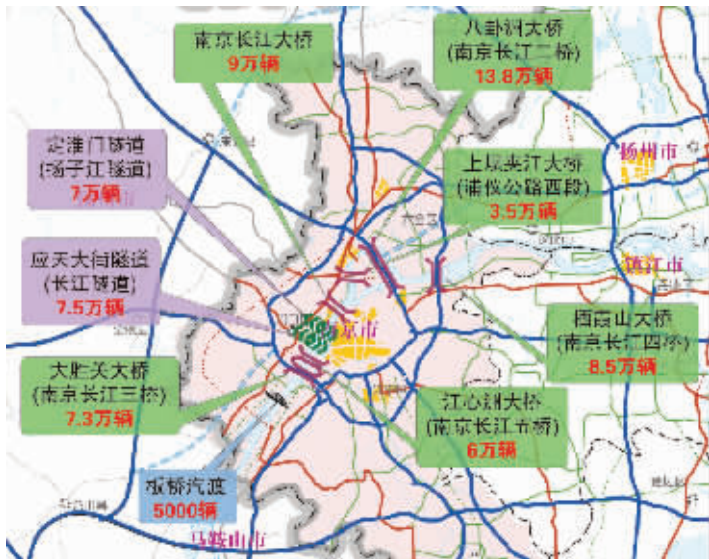 南京长江大桥
9万辆
八卦洲大桥
(南京长江二桥)
13.8万辆
定淮门隧道
(扬子江隧道)
7万辆
上坝夹江大桥
(浦仪公路西段)
3.5万辆
扬州市
应天大街隧道
(长江隧道)
7.5万辆
镇江市
京市
栖霞山大桥
(南京长江四桥)
8.5万辆
大胜关大桥
(南京长江三桥)
7.3万辆
江心洲大桥
(南京长江五桥)
6万辆
板桥汽渡
5000辆
马鞍山市